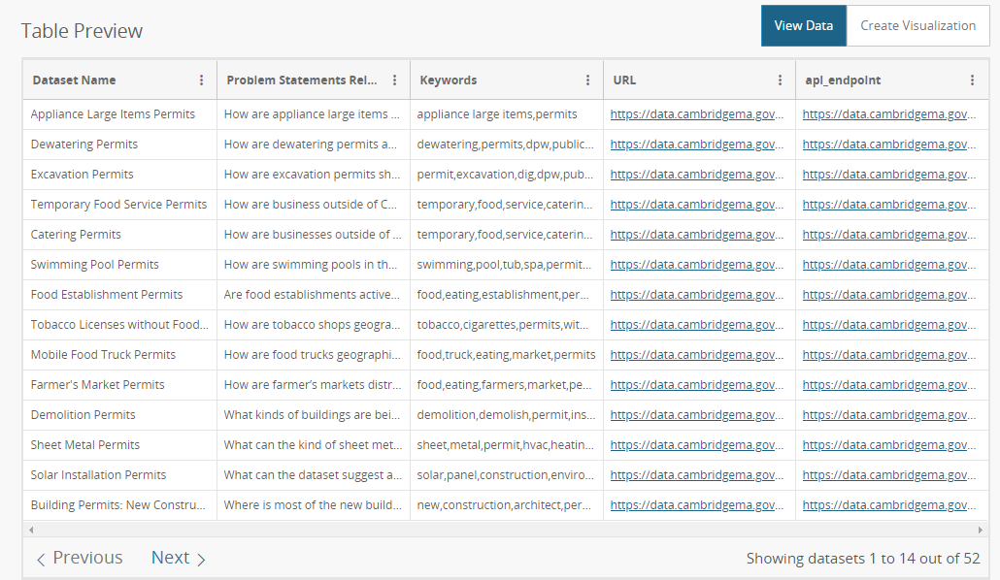 Table Preview
View Data
Create Visualization
Dataset Name Problem Statements Rel... Keywords URL api_endpoint
Appliance Large Items Permits How are appliance large items ... appliance large items,permits https://data.cambridgema.gov... https://data.cambridgema.gov...
Dewatering Permits How are dewatering permits a... dewatering,permits,dpw,public... https://data.cambridgema.gov... https://data.cambridgema.gov...
Excavation Permits How are excavation permits sh... permit,excavation,dig,dpw,pub... https://data.cambridgema.gov... https://data.cambridgema.gov...
Temporary Food Service Permits How are business outside of C... temporary,food,service,caterin... https://data.cambridgema.gov... https://data.cambridgema.gov...
Catering Permits How are businesses outside of ... temporary,food,service,caterin... https://data.cambridgema.gov... https://data.cambridgema.gov...
Swimming Pool Permits How are swimming pools in th... swimming,pool,tub,spa,permit... https://data.cambridgema.gov... https://data.cambridgema.gov...
Food Establishment Permits Are food establishments active... food,eating,establishment,per... https://data.cambridgema.gov... https://data.cambridgema.gov...
Tobacco Licenses without Food... How are tobacco shops geogra... tobacco,cigarettes,permits,wit... https://data.cambridgema.gov... https://data.cambridgema.gov...
Mobile Food Truck Permits How are food trucks geographi... food,truck,eating,market,permits https://data.cambridgema.gov... https://data.cambridgema.gov...
Farmer's Market Permits How are farmer's markets distr... food,eating,farmers,market,pe... https://data.cambridgema.gov... https://data.cambridgema.gov...
Demolition Permits What kinds of buildings are bei... demolition,demolish,permit,ins... https://data.cambridgema.gov... https://data.cambridgema.gov...
Sheet Metal Permits What can the kind of sheet met... sheet,metal,permit,hvac,heatin... https://data.cambridgema.gov... https://data.cambridgema.gov...
Solar Installation Permits What can the dataset suggest a... solar,panel,construction,enviro... https://data.cambridgema.gov... https://data.cambridgema.gov...
Building Permits: New Constru... Where is most of the new build... new,construction,architect,per... https://data.cambridgema.gov... https://data.cambridgema.gov...
Previous Next Showing datasets 1 to 14 out of 52